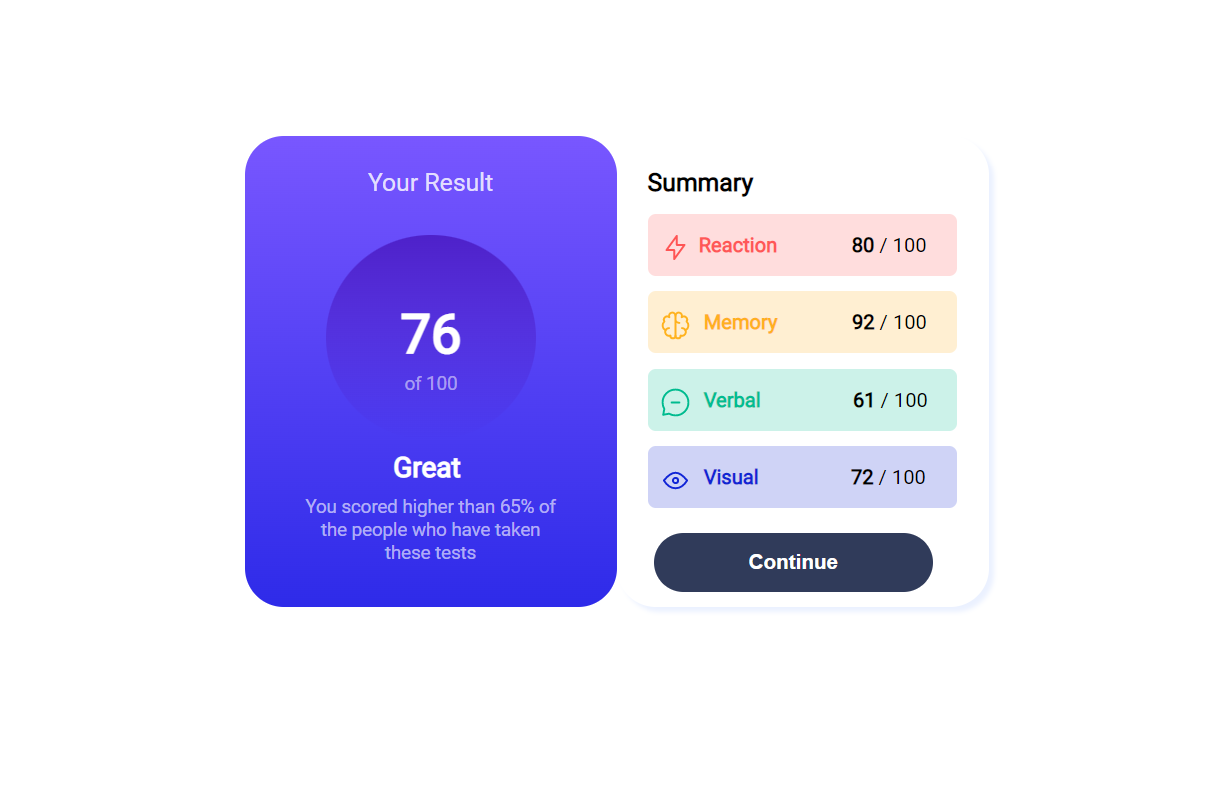 Your Result
76
of 100
Great
You scored higher than 65% of
the people who have taken
these tests
Summary
Reaction 80 / 100
Memory 92 / 100
Verbal 61 / 100
Visual 72 / 100
Continue